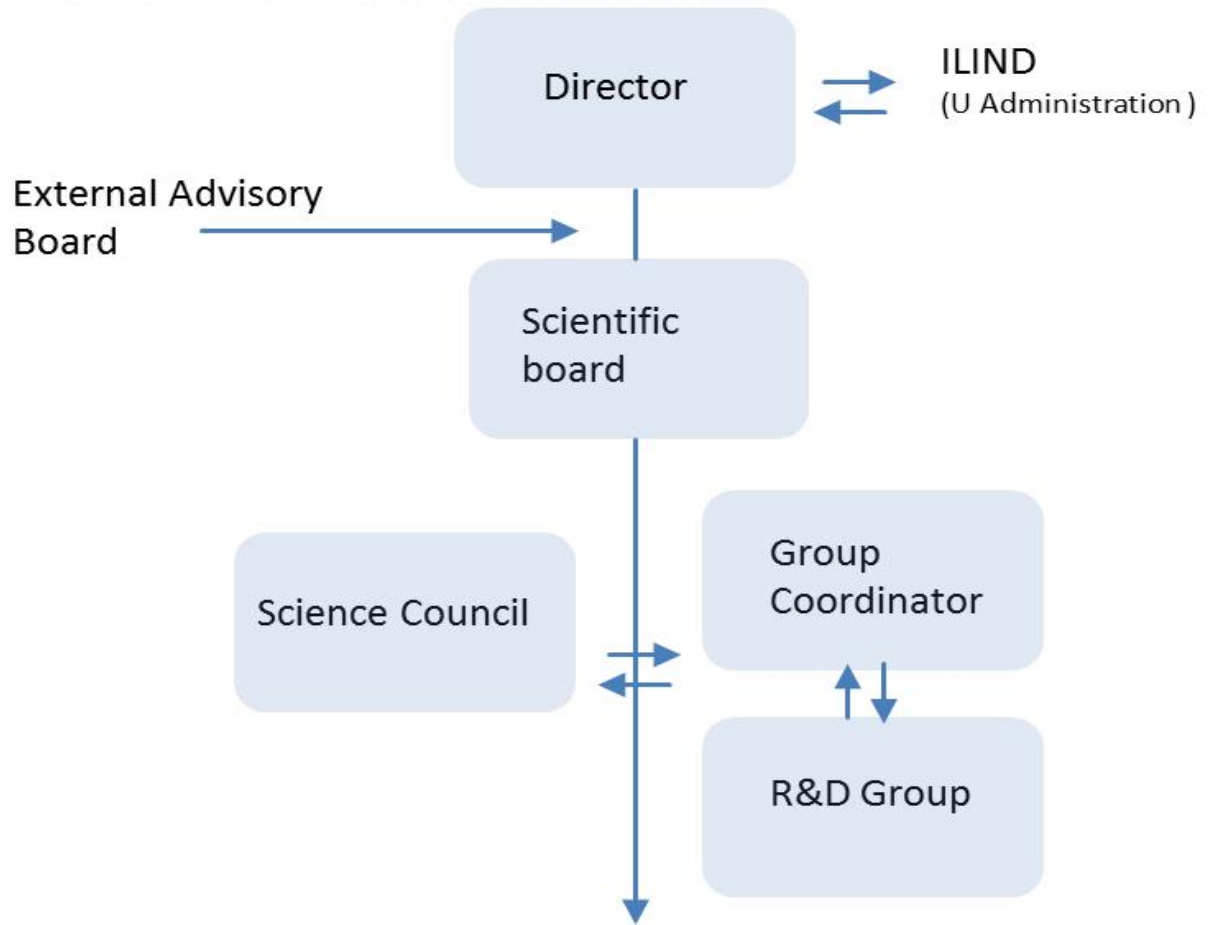 Director
ILIND
(U Administration )
External Advisory
Board
Scientific
board
Group
Coordinator
Science Council
R&D Group